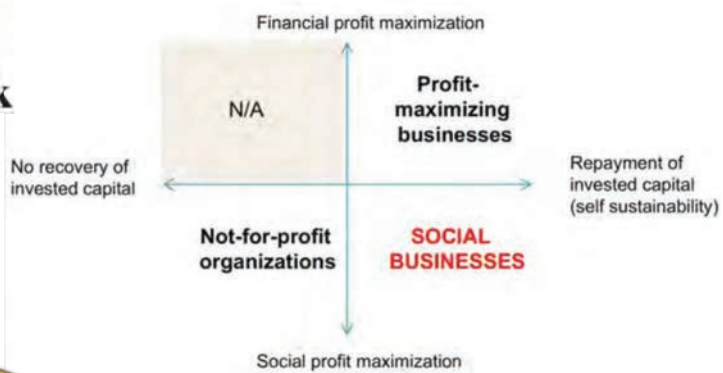 Financial profit maximization
k
N/A
Profit-
maximizing
businesses
No recovery of
invested capital
Repayment of
invested capital
(self sustainability)
Not-for-profit
organizations
SOCIAL
BUSINESSES
Social profit maximization